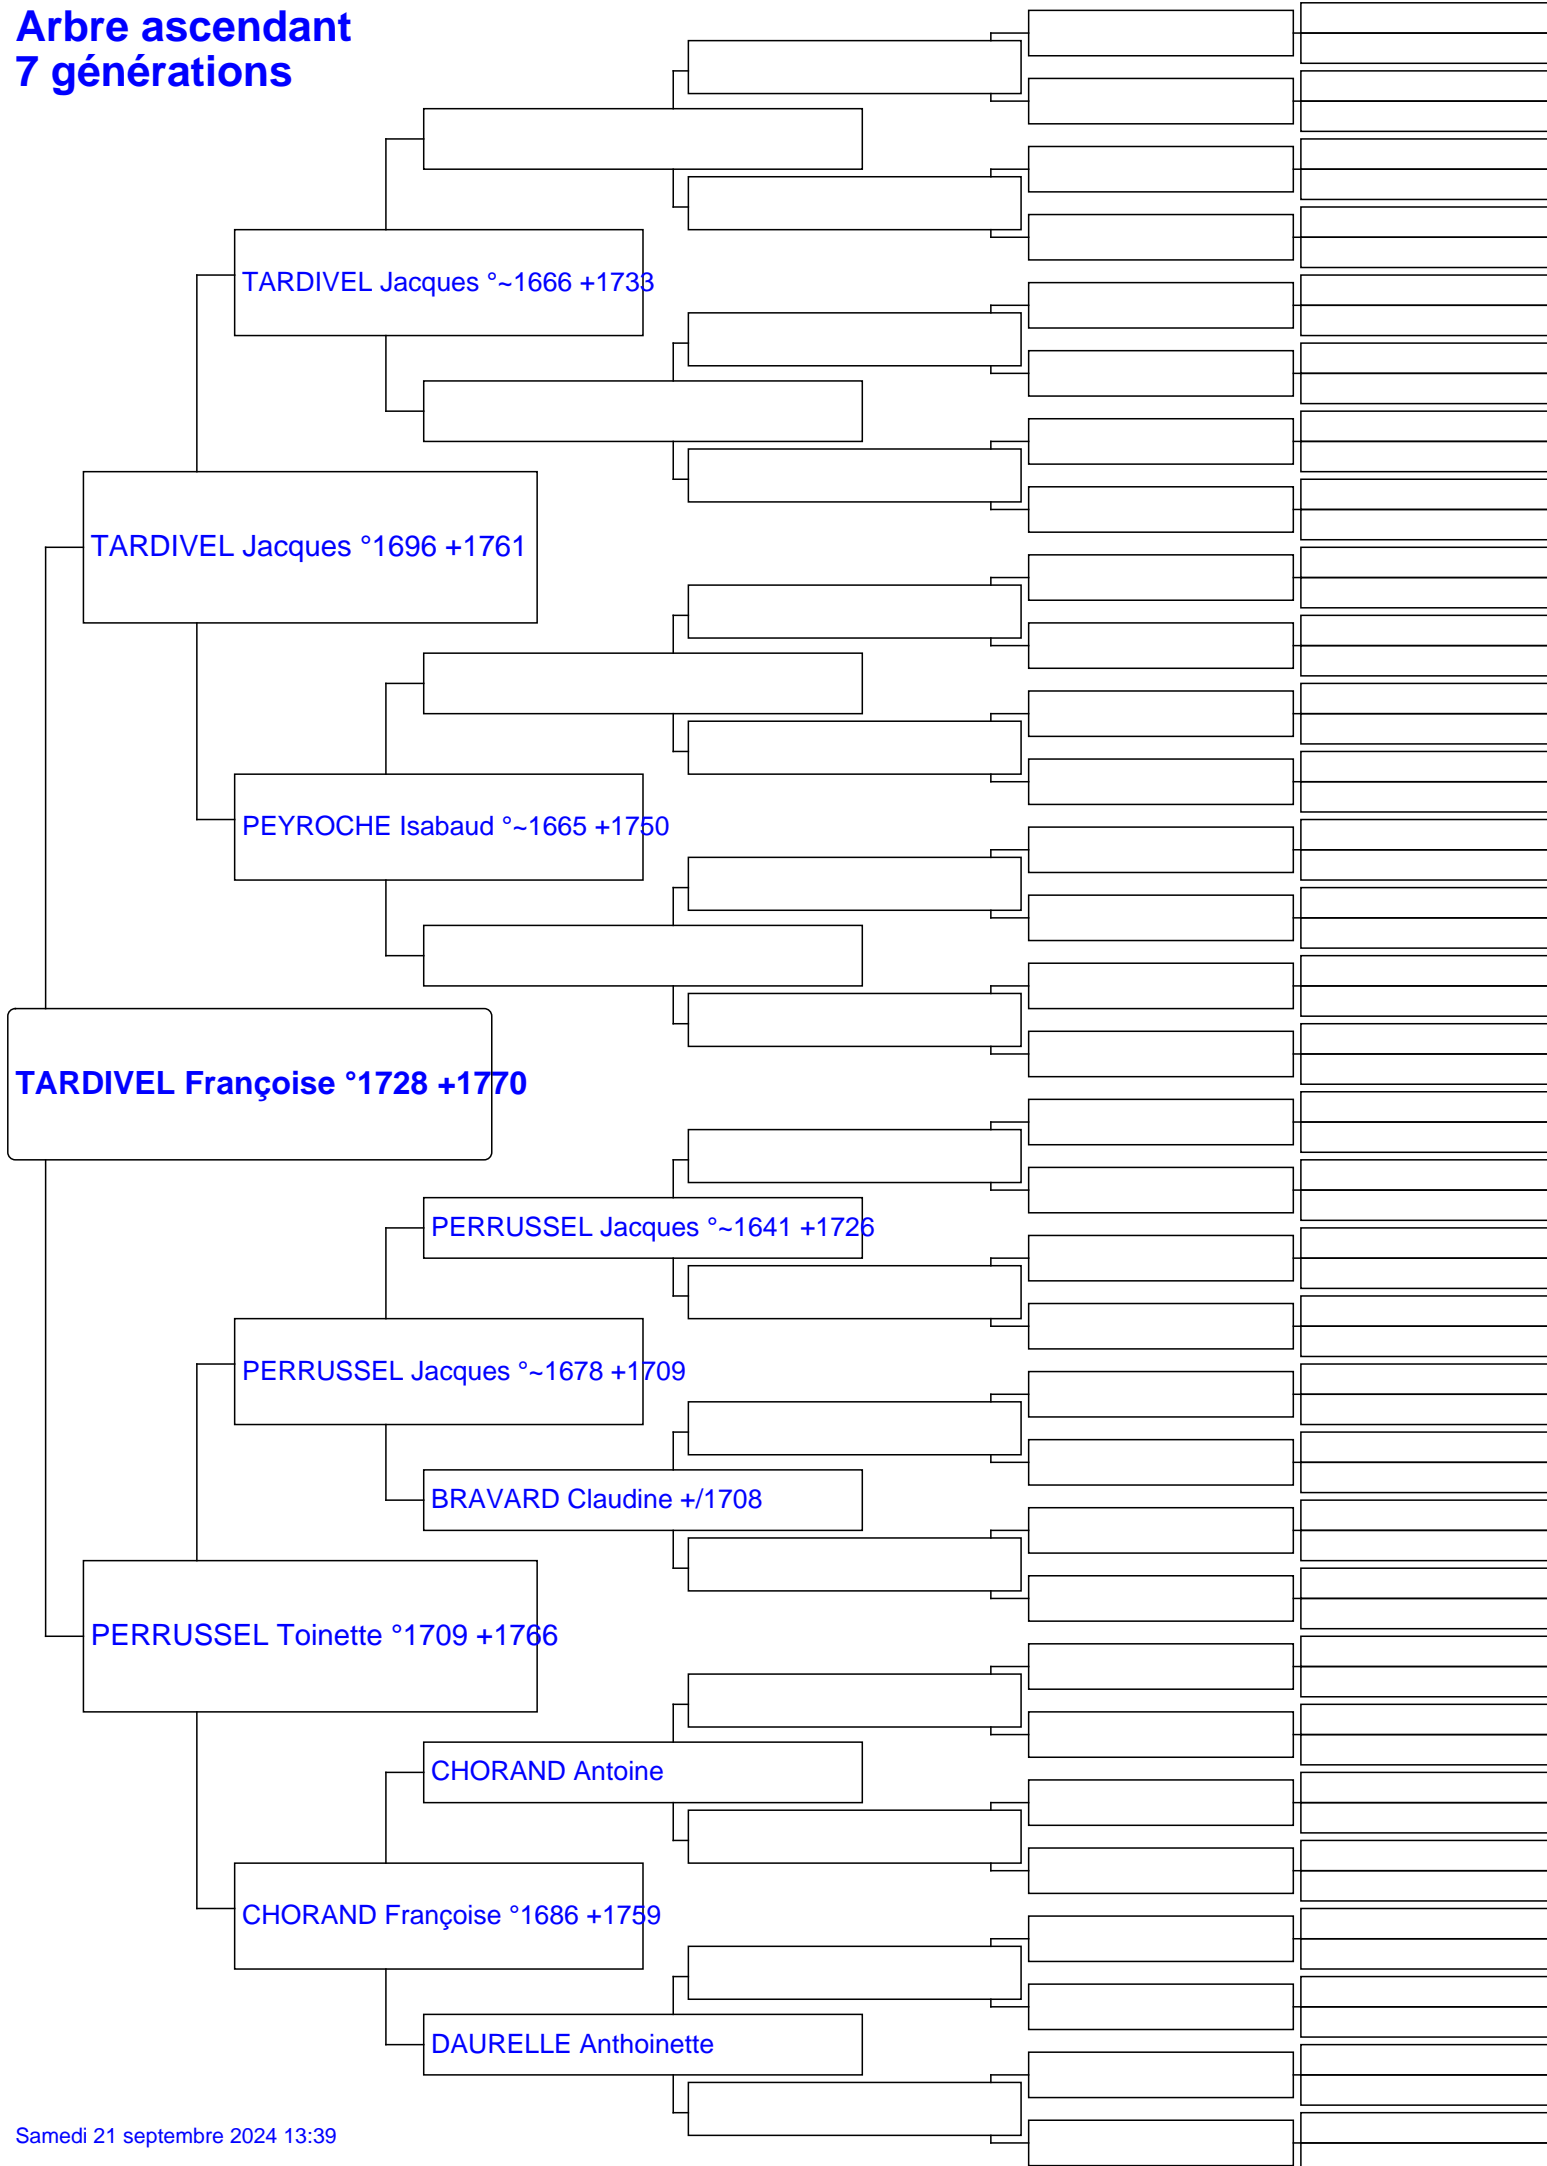 Arbre ascendant
7 générations
TARDIVEL Jacques °~1666 +1733
TARDIVEL Jacques °1696 +1761
PEYROCHE Isabaud °~1665 +1750
TARDIVEL Françoise °1728 +1770
PERRUSSEL Jacques °~1641 +1726
PERRUSSEL Jacques °~1678 +1709
BRAVARD Claudine +/1708
PERRUSSEL Toinette °1709 +1766
CHORAND Antoine
CHORAND Françoise °1686 +1759
DAURELLE Anthoinette
Samedi 21 septembre 2024 13:39